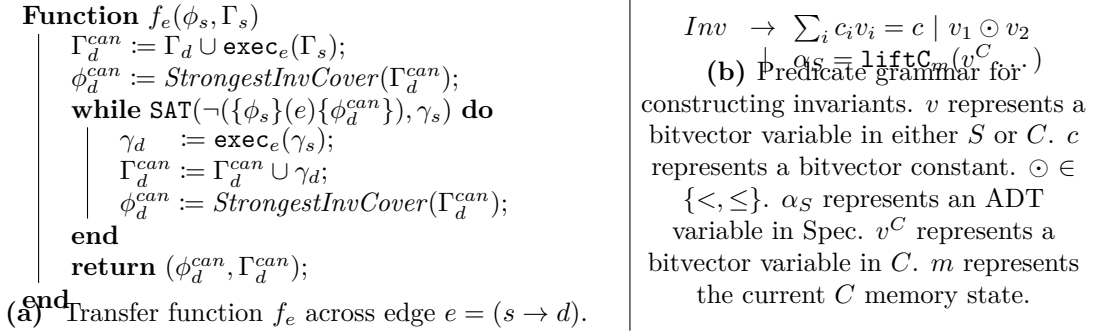 Function f_e(ϕ_s, Γ_s)
Γ_d^{can} ≔ Γ_d ∪ exec_e(Γ_s);
ϕ_d^{can} ≔ StrongestInvCover(Γ_d^{can});
while SAT(¬({ϕ_s}(e){ϕ_d^{can}}), γ_s) do
γ_d ≔ exec_e(γ_s);
Γ_d^{can} ≔ Γ_d^{can} ∪ γ_d;
ϕ_d^{can} ≔ StrongestInvCover(Γ_d^{can});
end
return (ϕ_d^{can}, Γ_d^{can});
end
(a) Transfer function f_e across edge e = (s → d).
Inv → ∑_i c_i v_i = c | v_1 ⊙ v_2
| α_S = liftC_m(v^C ...)
(b) Predicate grammar for
constructing invariants. v represents a
bitvector variable in either S or C. c
represents a bitvector constant. ⊙ ∈
{<, ≤}. α_S represents an ADT
variable in Spec. v^C represents a
bitvector variable in C. m represents
the current C memory state.